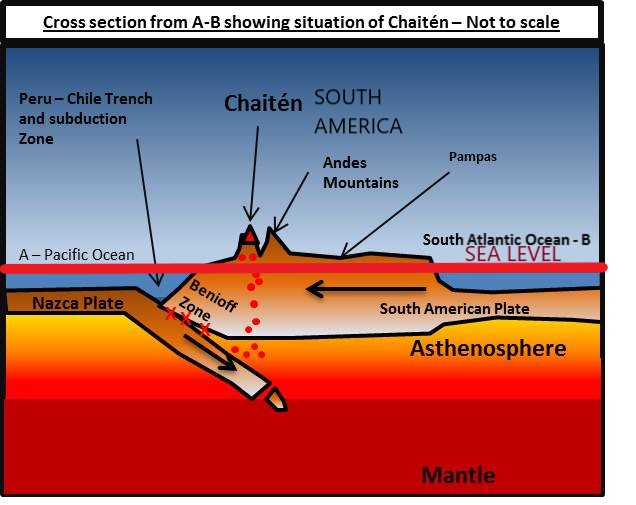 Cross section from A-B showing situation of Chaitén – Not to scale
Peru – Chile Trench
and subduction
Zone
Chaitén
SOUTH
AMERICA
Andes
Mountains
Pampas
A – Pacific Ocean
South Atlantic Ocean - B
SEA LEVEL
Nazca Plate
Benioff
Zone
South American Plate
X X X
Asthenosphere
Mantle